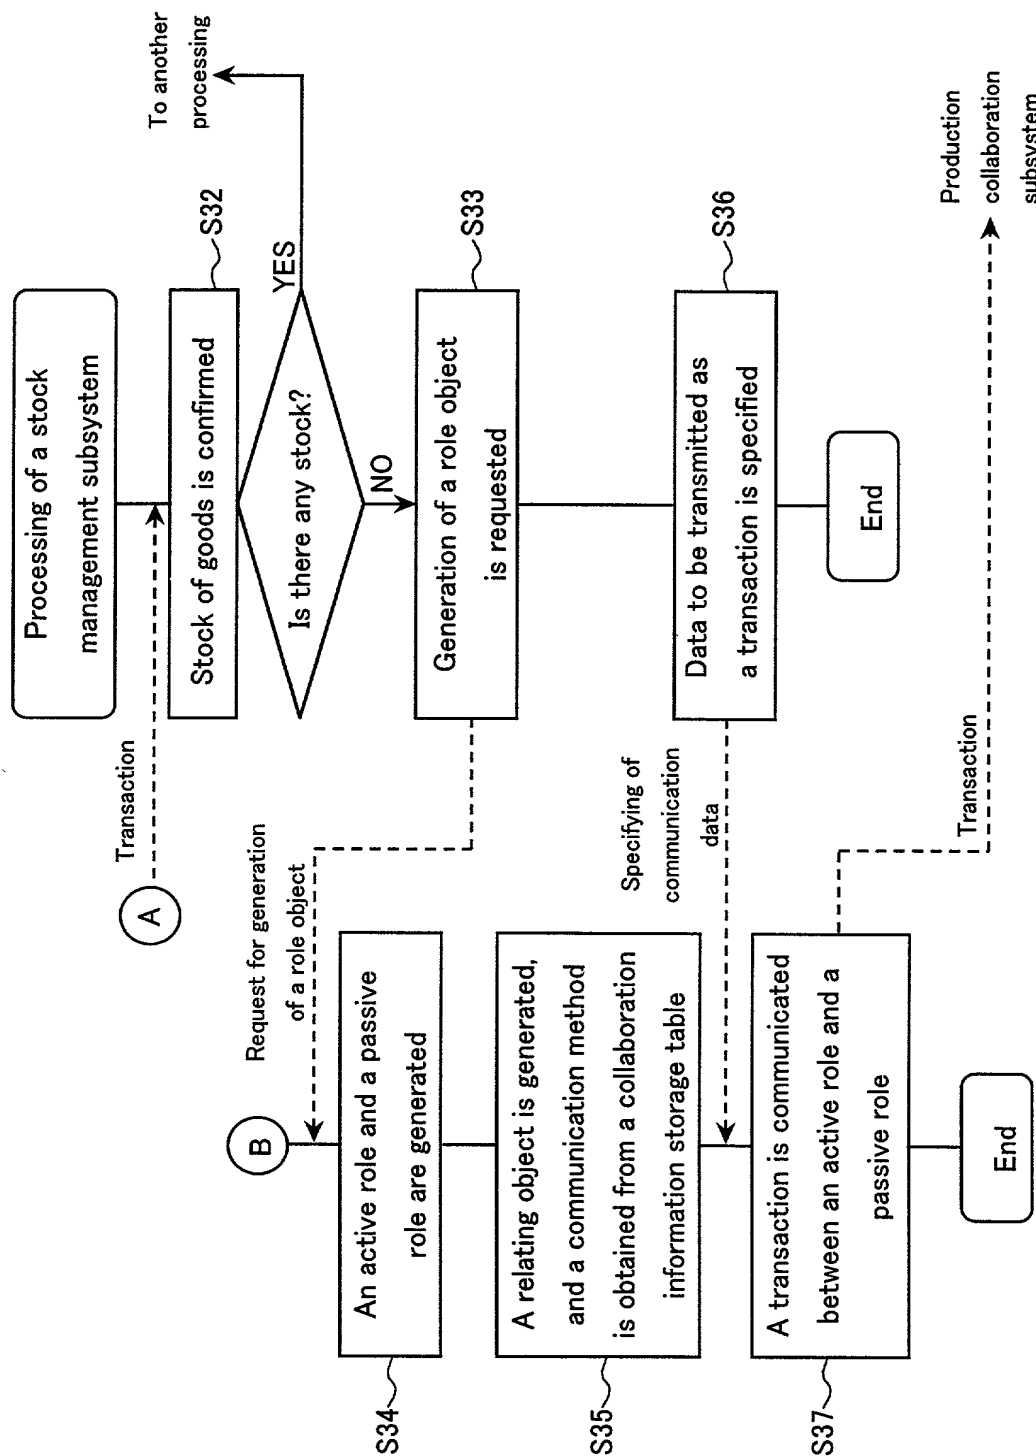 Processing of a stock
management subsystem
A
Transaction
Stock of goods is confirmed
S32
Is there any stock?
YES
To another
processing
NO
Generation of a role object
is requested
S33
Request for generation
of a role object
B
An active role and a passive
role are generated
S34
A relating object is generated,
and a communication method
is obtained from a collaboration
information storage table
S35
Data to be transmitted as
a transaction is specified
S36
Specifying of
communication
data
End
A transaction is communicated
between an active role and a
passive role
S37
Transaction
Production
collaboration
subsystem
End